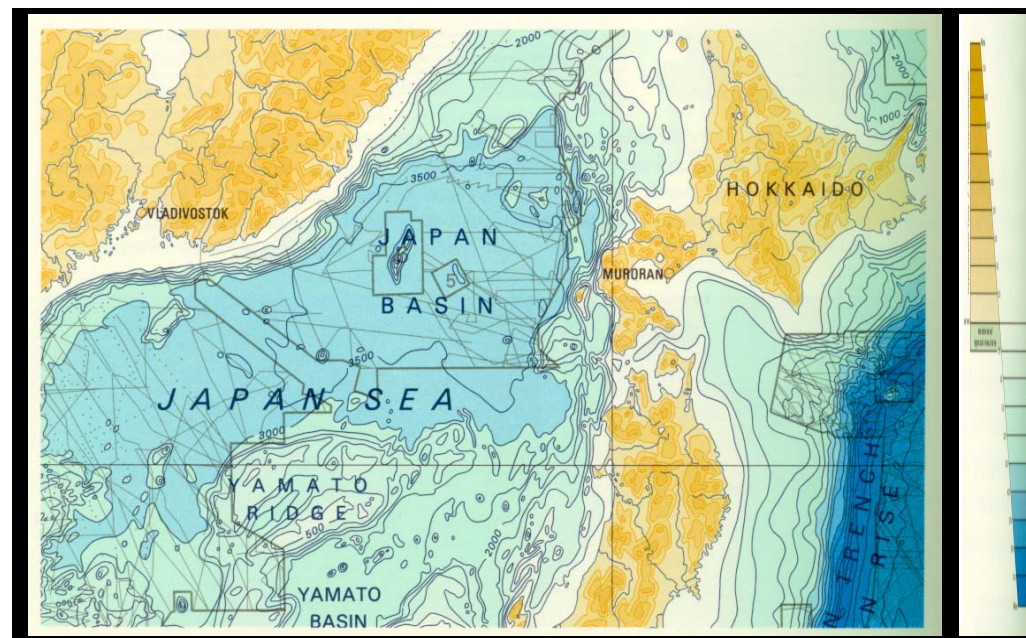 2000
2000
1000
3500
HOKKAIDO
VLADIVOSTOK
JAPAN
MURORAN
BASIN
3500
JAPAN SEA
3000
YAMATO
RIDGE
500
2000
N TRENCH
N RISE
YAMATO
BASIN